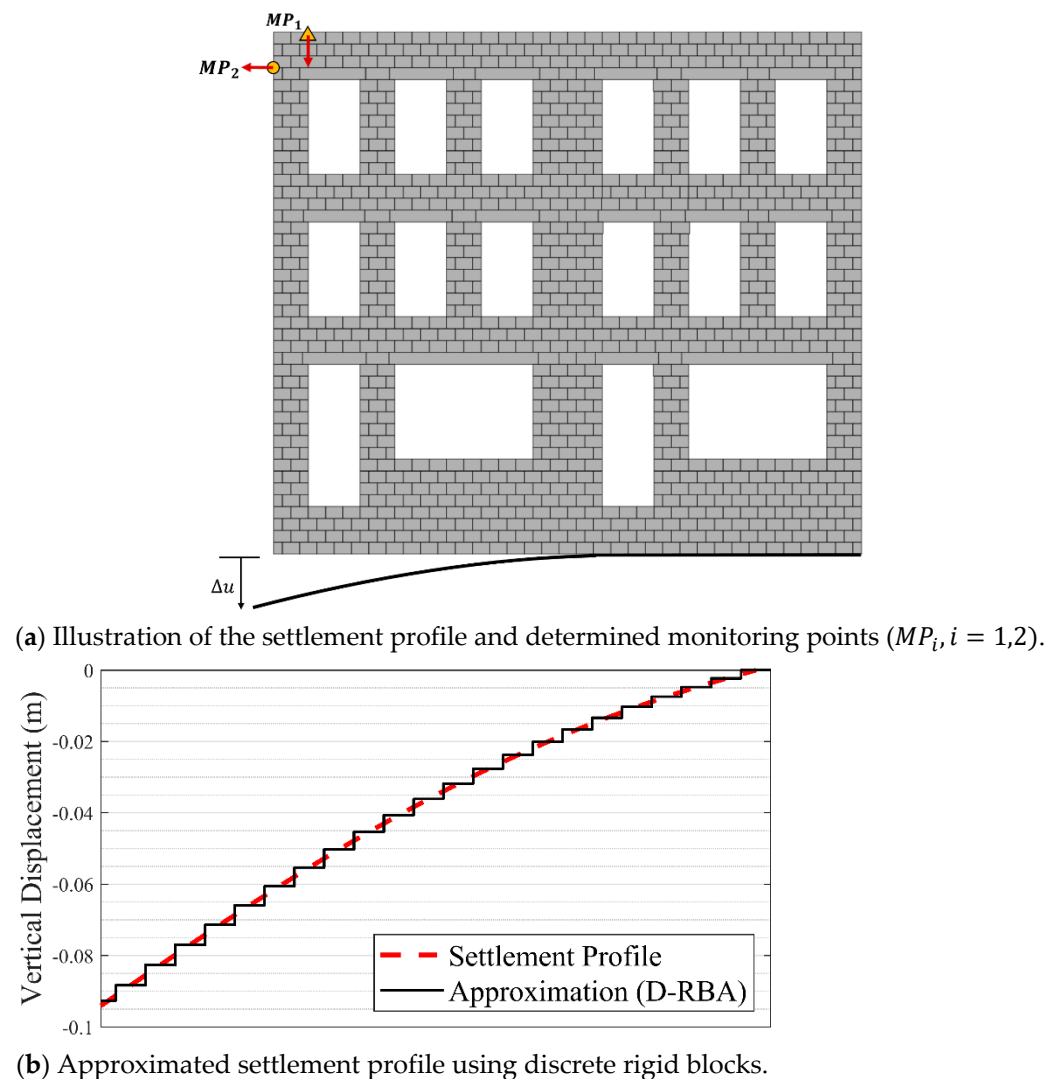 MP₁
MP₂
Δu
(a) Illustration of the settlement profile and determined monitoring points (MPᵢ, i = 1,2).
0
-0.02
-0.04
-0.06
-0.08
-0.1
Vertical Displacement (m)
Settlement Profile
Approximation (D-RBA)
(b) Approximated settlement profile using discrete rigid blocks.